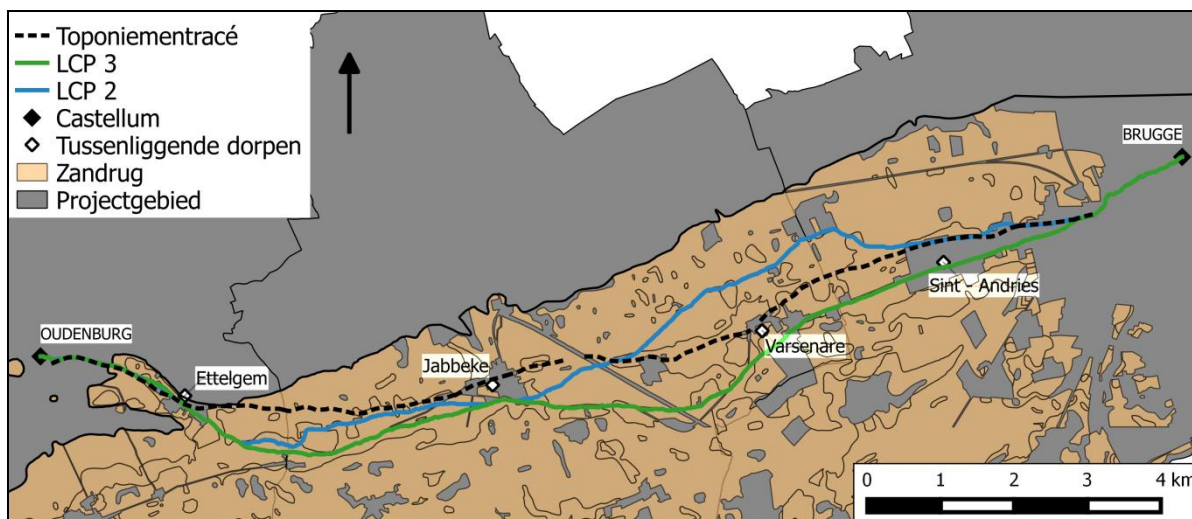 Toponiementracé
LCP 3
LCP 2
Castellum
Tussenliggende dorpen
Zandrug
Projectgebied
BRUGGE
Sint - Andries
OUDENBURG
Varsenare
Jabbeke
Ettelgem
0 1 2 3 4 km